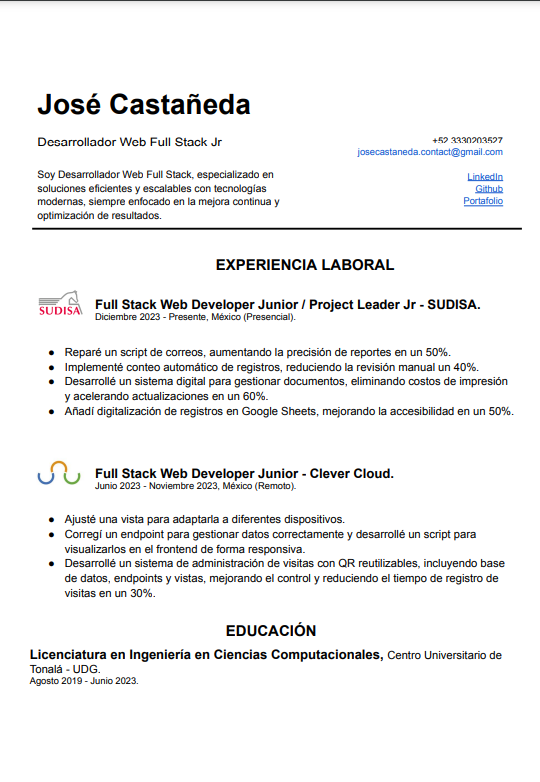 José Castañeda
Desarrollador Web Full Stack Jr
+52 3330203527
josecastaneda.contact@gmail.com
Soy Desarrollador Web Full Stack, especializado en
soluciones eficientes y escalables con tecnologías
modernas, siempre enfocado en la mejora continua y
optimización de resultados.
LinkedIn
Github
Portafolio
EXPERIENCIA LABORAL
SUDISA
Full Stack Web Developer Junior / Project Leader Jr - SUDISA.
Diciembre 2023 - Presente, México (Presencial).
● Reparé un script de correos, aumentando la precisión de reportes en un 50%.
● Implementé conteo automático de registros, reduciendo la revisión manual un 40%.
● Desarrollé un sistema digital para gestionar documentos, eliminando costos de impresión
y acelerando actualizaciones en un 60%.
● Añadí digitalización de registros en Google Sheets, mejorando la accesibilidad en un 50%.
Full Stack Web Developer Junior - Clever Cloud.
Junio 2023 - Noviembre 2023, México (Remoto).
● Ajusté una vista para adaptarla a diferentes dispositivos.
● Corregí un endpoint para gestionar datos correctamente y desarrollé un script para
visualizarlos en el frontend de forma responsiva.
● Desarrollé un sistema de administración de visitas con QR reutilizables, incluyendo base
de datos, endpoints y vistas, mejorando el control y reduciendo el tiempo de registro de
visitas en un 30%.
EDUCACIÓN
Licenciatura en Ingeniería en Ciencias Computacionales, Centro Universitario de
Tonalá - UDG.
Agosto 2019 - Junio 2023.